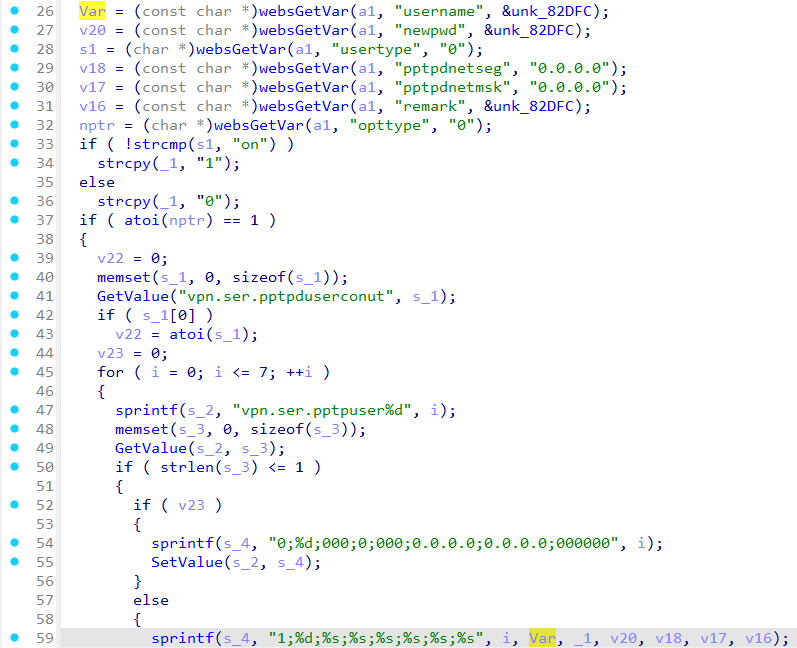 26 Var = (const char *)websGetVar(a1, "username", &unk_82DFC);
27 v20 = (const char *)websGetVar(a1, "newpwd", &unk_82DFC);
28 s1 = (char *)websGetVar(a1, "usertype", "0");
29 v18 = (const char *)websGetVar(a1, "pptpdnetseg", "0.0.0.0");
30 v17 = (const char *)websGetVar(a1, "pptpdnetmsk", "0.0.0.0");
31 v16 = (const char *)websGetVar(a1, "remark", &unk_82DFC);
32 nptr = (char *)websGetVar(a1, "opttype", "0");
33 if ( !strcmp(s1, "on") )
34 strcpy(_1, "1");
35 else
36 strcpy(_1, "0");
37 if ( atoi(nptr) == 1 )
38 {
39 v22 = 0;
40 memset(s_1, 0, sizeof(s_1));
41 GetValue("vpn.ser.pptpduserconut", s_1);
42 if ( s_1[0] )
43 v22 = atoi(s_1);
44 v23 = 0;
45 for ( i = 0; i <= 7; ++i )
46 {
47 sprintf(s_2, "vpn.ser.pptpuser%d", i);
48 memset(s_3, 0, sizeof(s_3));
49 GetValue(s_2, s_3);
50 if ( strlen(s_3) <= 1 )
51 {
52 if ( v23 )
53 {
54 sprintf(s_4, "0;%d;000;0;000;0.0.0.0;0.0.0.0;000000", i);
55 SetValue(s_2, s_4);
56 }
57 else
58 {
59 sprintf(s_4, "1;%d;%s;%s;%s;%s;%s;%s", i, Var, _1, v20, v18, v17, v16);